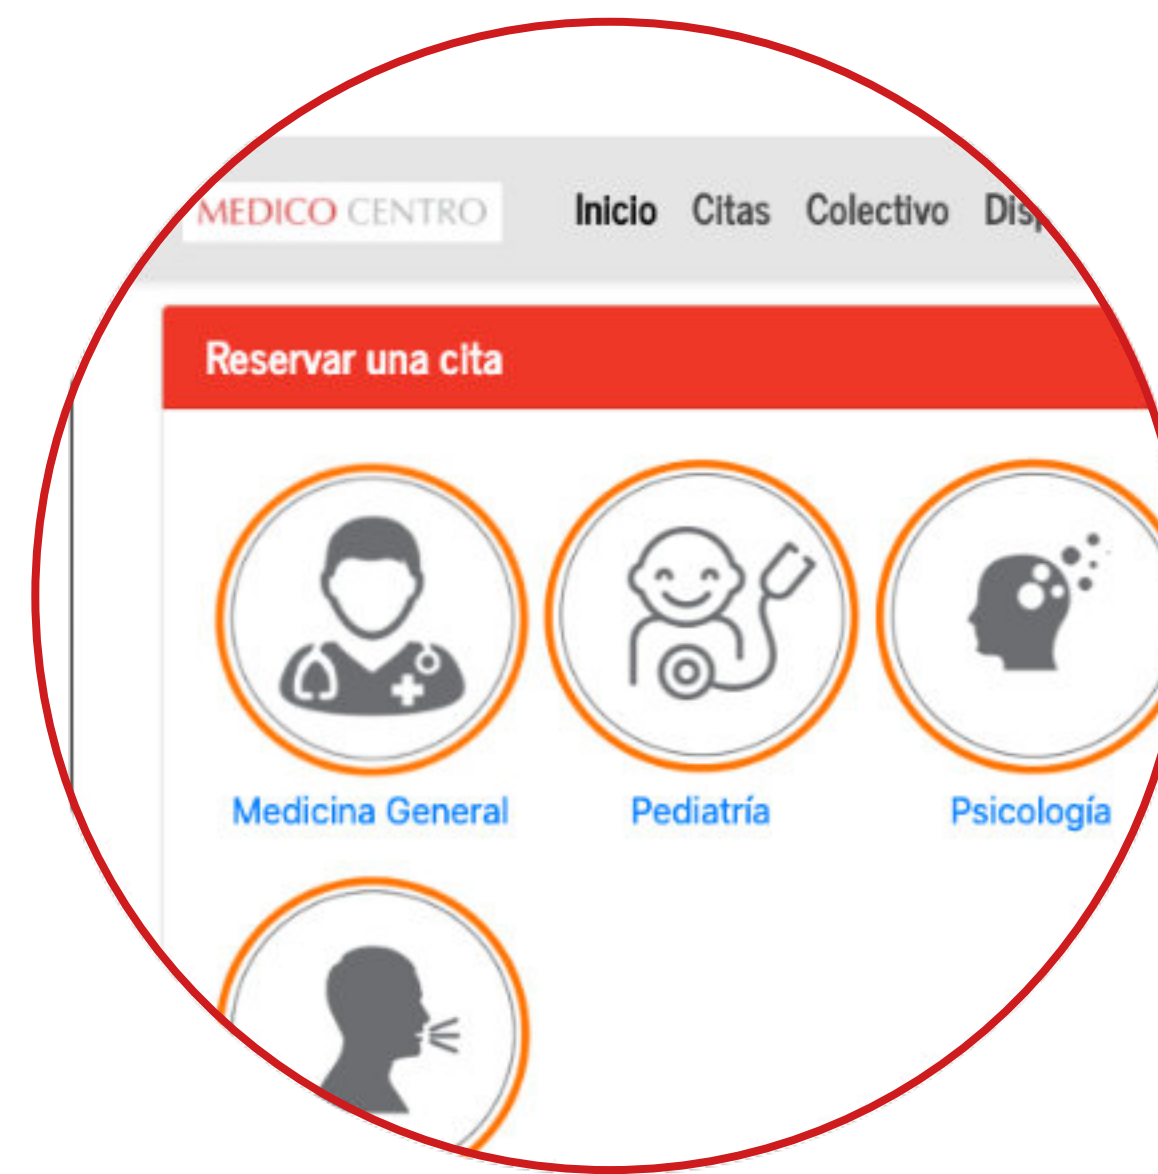 MEDICO CENTRO Inicio Citas Colectivo
Reservar una cita
Medicina General Pediatría Psicología